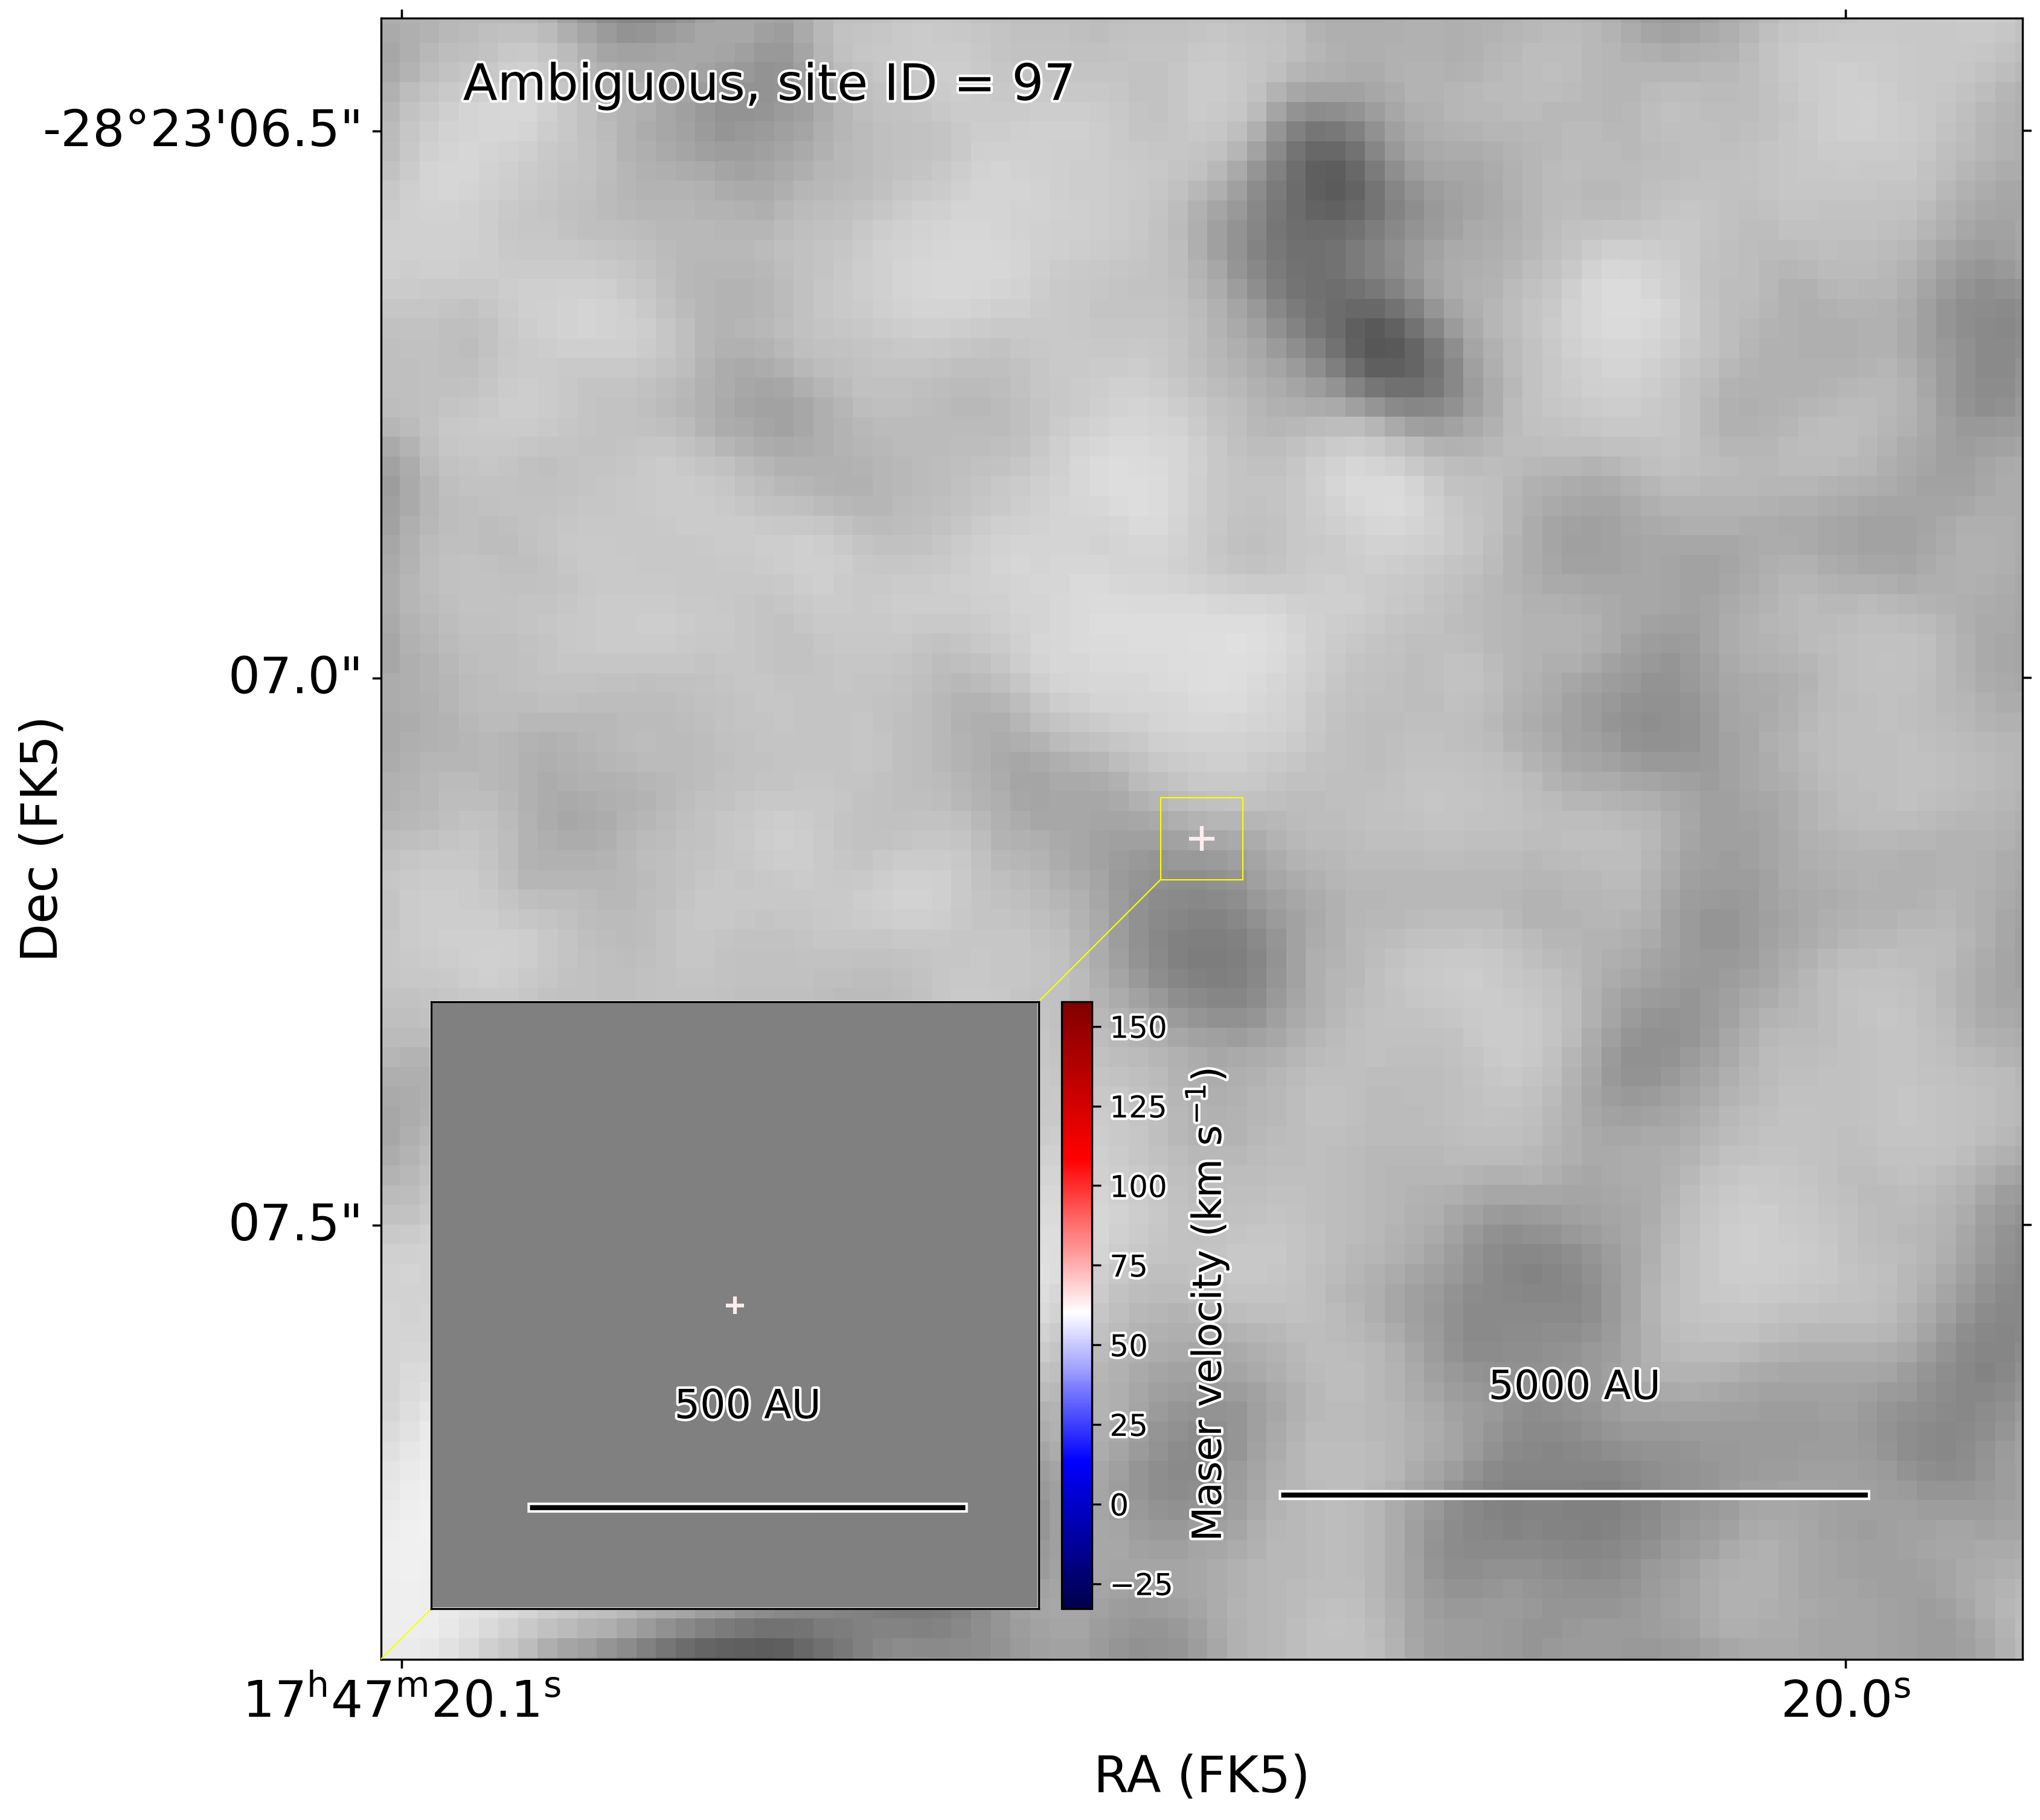 Ambiguous, site ID = 97
-28°23'06.5"
07.0"
07.5"
Dec (FK5)
150
125
100
75
50
25
0
−25
Maser velocity (km s⁻¹)
500 AU
5000 AU
17ʰ47ᵐ20.1ˢ
20.0ˢ
RA (FK5)